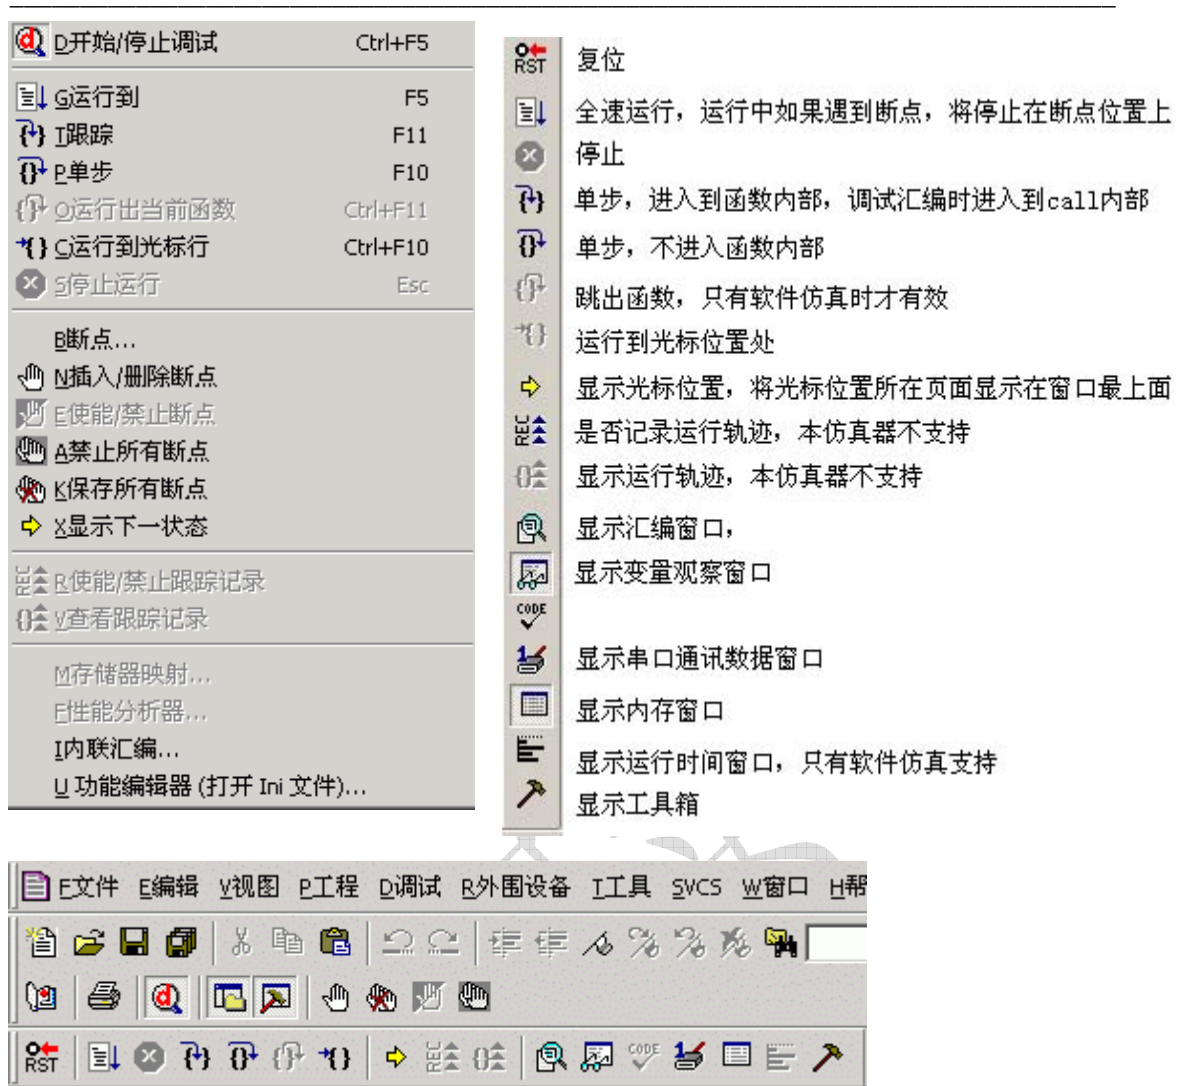 D开始/停止调试 Ctrl+F5
G运行到 F5
T跟踪 F11
P单步 F10
O运行出当前函数 Ctrl+F11
C运行到光标行 Ctrl+F10
S停止运行 Esc
B断点...
N插入/删除断点
E使能/禁止断点
A禁止所有断点
K保存所有断点
X显示下一状态
R使能/禁止跟踪记录
V查看跟踪记录
M存储器映射...
F性能分析器...
I内联汇编...
U 功能编辑器 (打开 Ini 文件)...
RST 复位
全速运行，运行中如果遇到断点，将停止在断点位置上
停止
单步，进入到函数内部，调试汇编时进入到call内部
单步，不进入函数内部
跳出函数，只有软件仿真时才有效
运行到光标位置处
显示光标位置，将光标位置所在页面显示在窗口最上面
REC 是否记录运行轨迹，本仿真器不支持
显示运行轨迹，本仿真器不支持
显示汇编窗口，
显示变量观察窗口
CODE
显示串口通讯数据窗口
显示内存窗口
显示运行时间窗口，只有软件仿真支持
显示工具箱
F文件 E编辑 V视图 P工程 D调试 R外围设备 T工具 SVCS W窗口 H帮
RST REC CODE